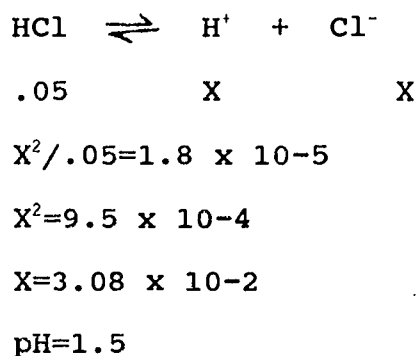 HCl ⇌ H⁺ + Cl⁻
.05 X X
X²/.05=1.8 x 10-5
X²=9.5 x 10-4
X=3.08 x 10-2
pH=1.5